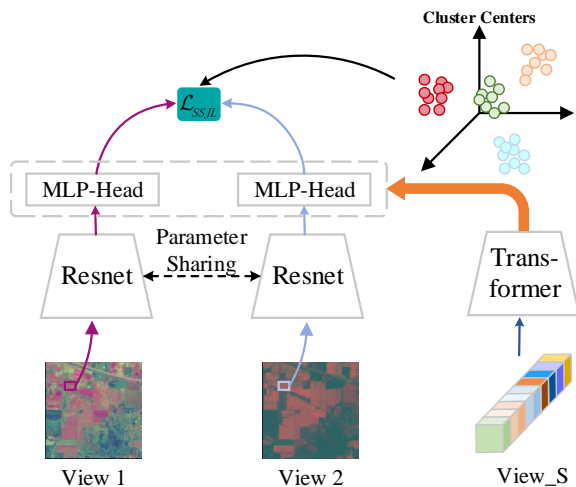 Cluster Centers
ℒ_SSJL
MLP-Head
MLP-Head
Parameter
Sharing
Resnet
Resnet
Trans-
former
View 1
View 2
View_S